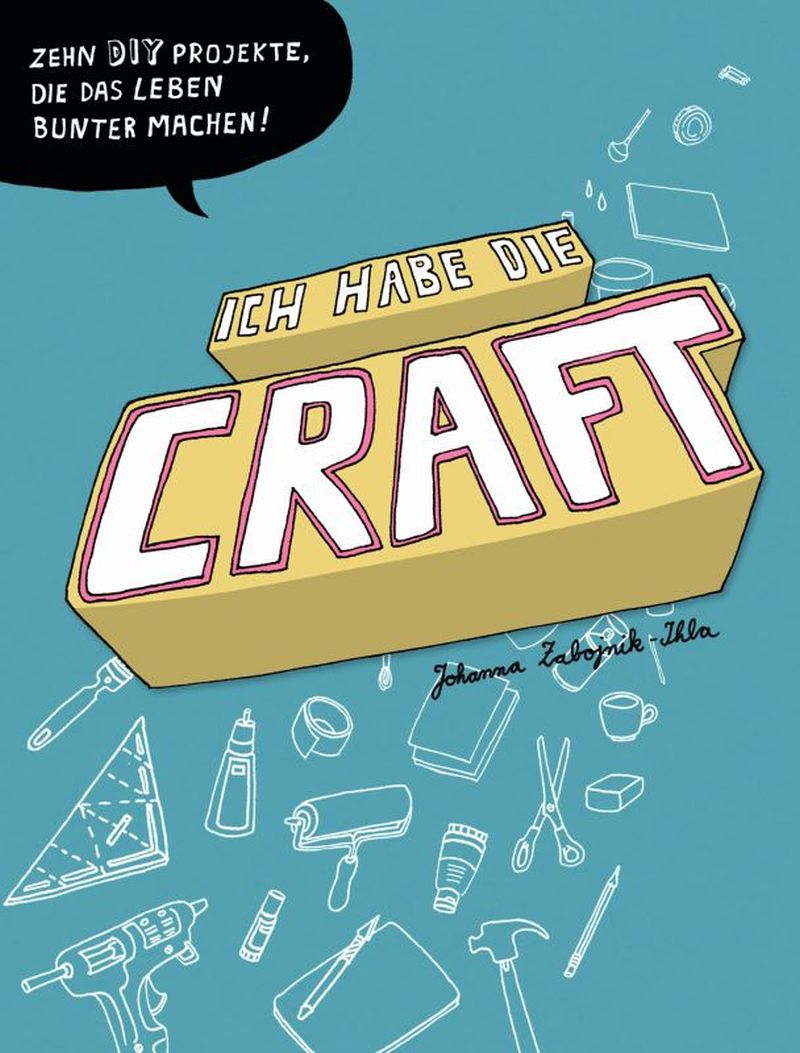 ZEHN DIY PROJEKTE,
DIE DAS LEBEN
BUNTER MACHEN!
ICH HABE DIE
CRAFT
Johanna Zabojnik-Ihla